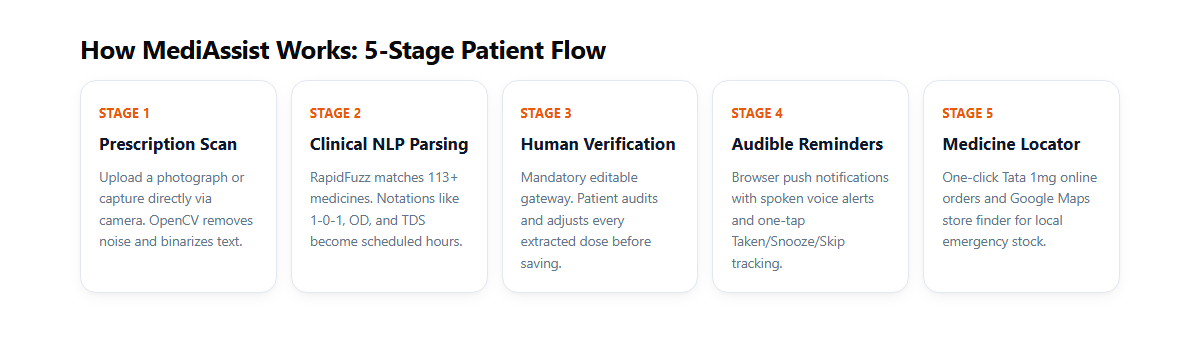 How MediAssist Works: 5-Stage Patient Flow
STAGE 1
Prescription Scan
Upload a photograph or
capture directly via
camera. OpenCV removes
noise and binarizes text.
STAGE 2
Clinical NLP Parsing
RapidFuzz matches 113+
medicines. Notations like
1-0-1, OD, and TDS
become scheduled hours.
STAGE 3
Human Verification
Mandatory editable
gateway. Patient audits
and adjusts every
extracted dose before
saving.
STAGE 4
Audible Reminders
Browser push notifications
with spoken voice alerts
and one-tap
Taken/Snooze/Skip
tracking.
STAGE 5
Medicine Locator
One-click Tata 1mg online
orders and Google Maps
store finder for local
emergency stock.